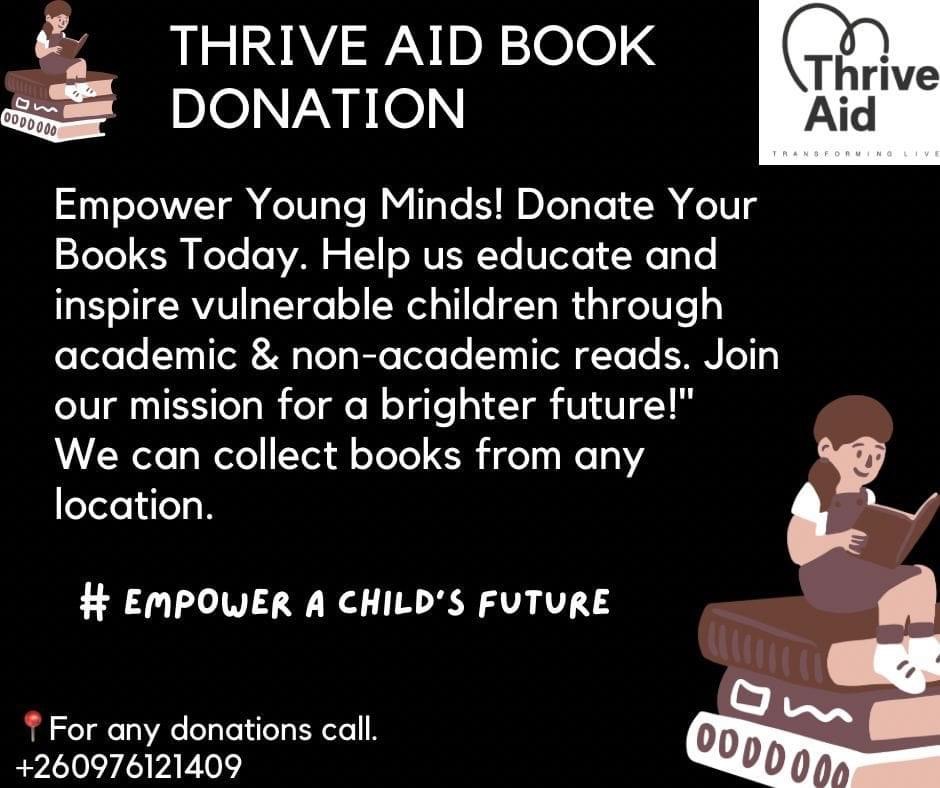 THRIVE AID BOOK
DONATION
Thrive
Aid
TRANSFORMING LIVE
Empower Young Minds! Donate Your
Books Today. Help us educate and
inspire vulnerable children through
academic & non-academic reads. Join
our mission for a brighter future!"
We can collect books from any
location.
# EMPOWER A CHILD'S FUTURE
For any donations call.
+260976121409